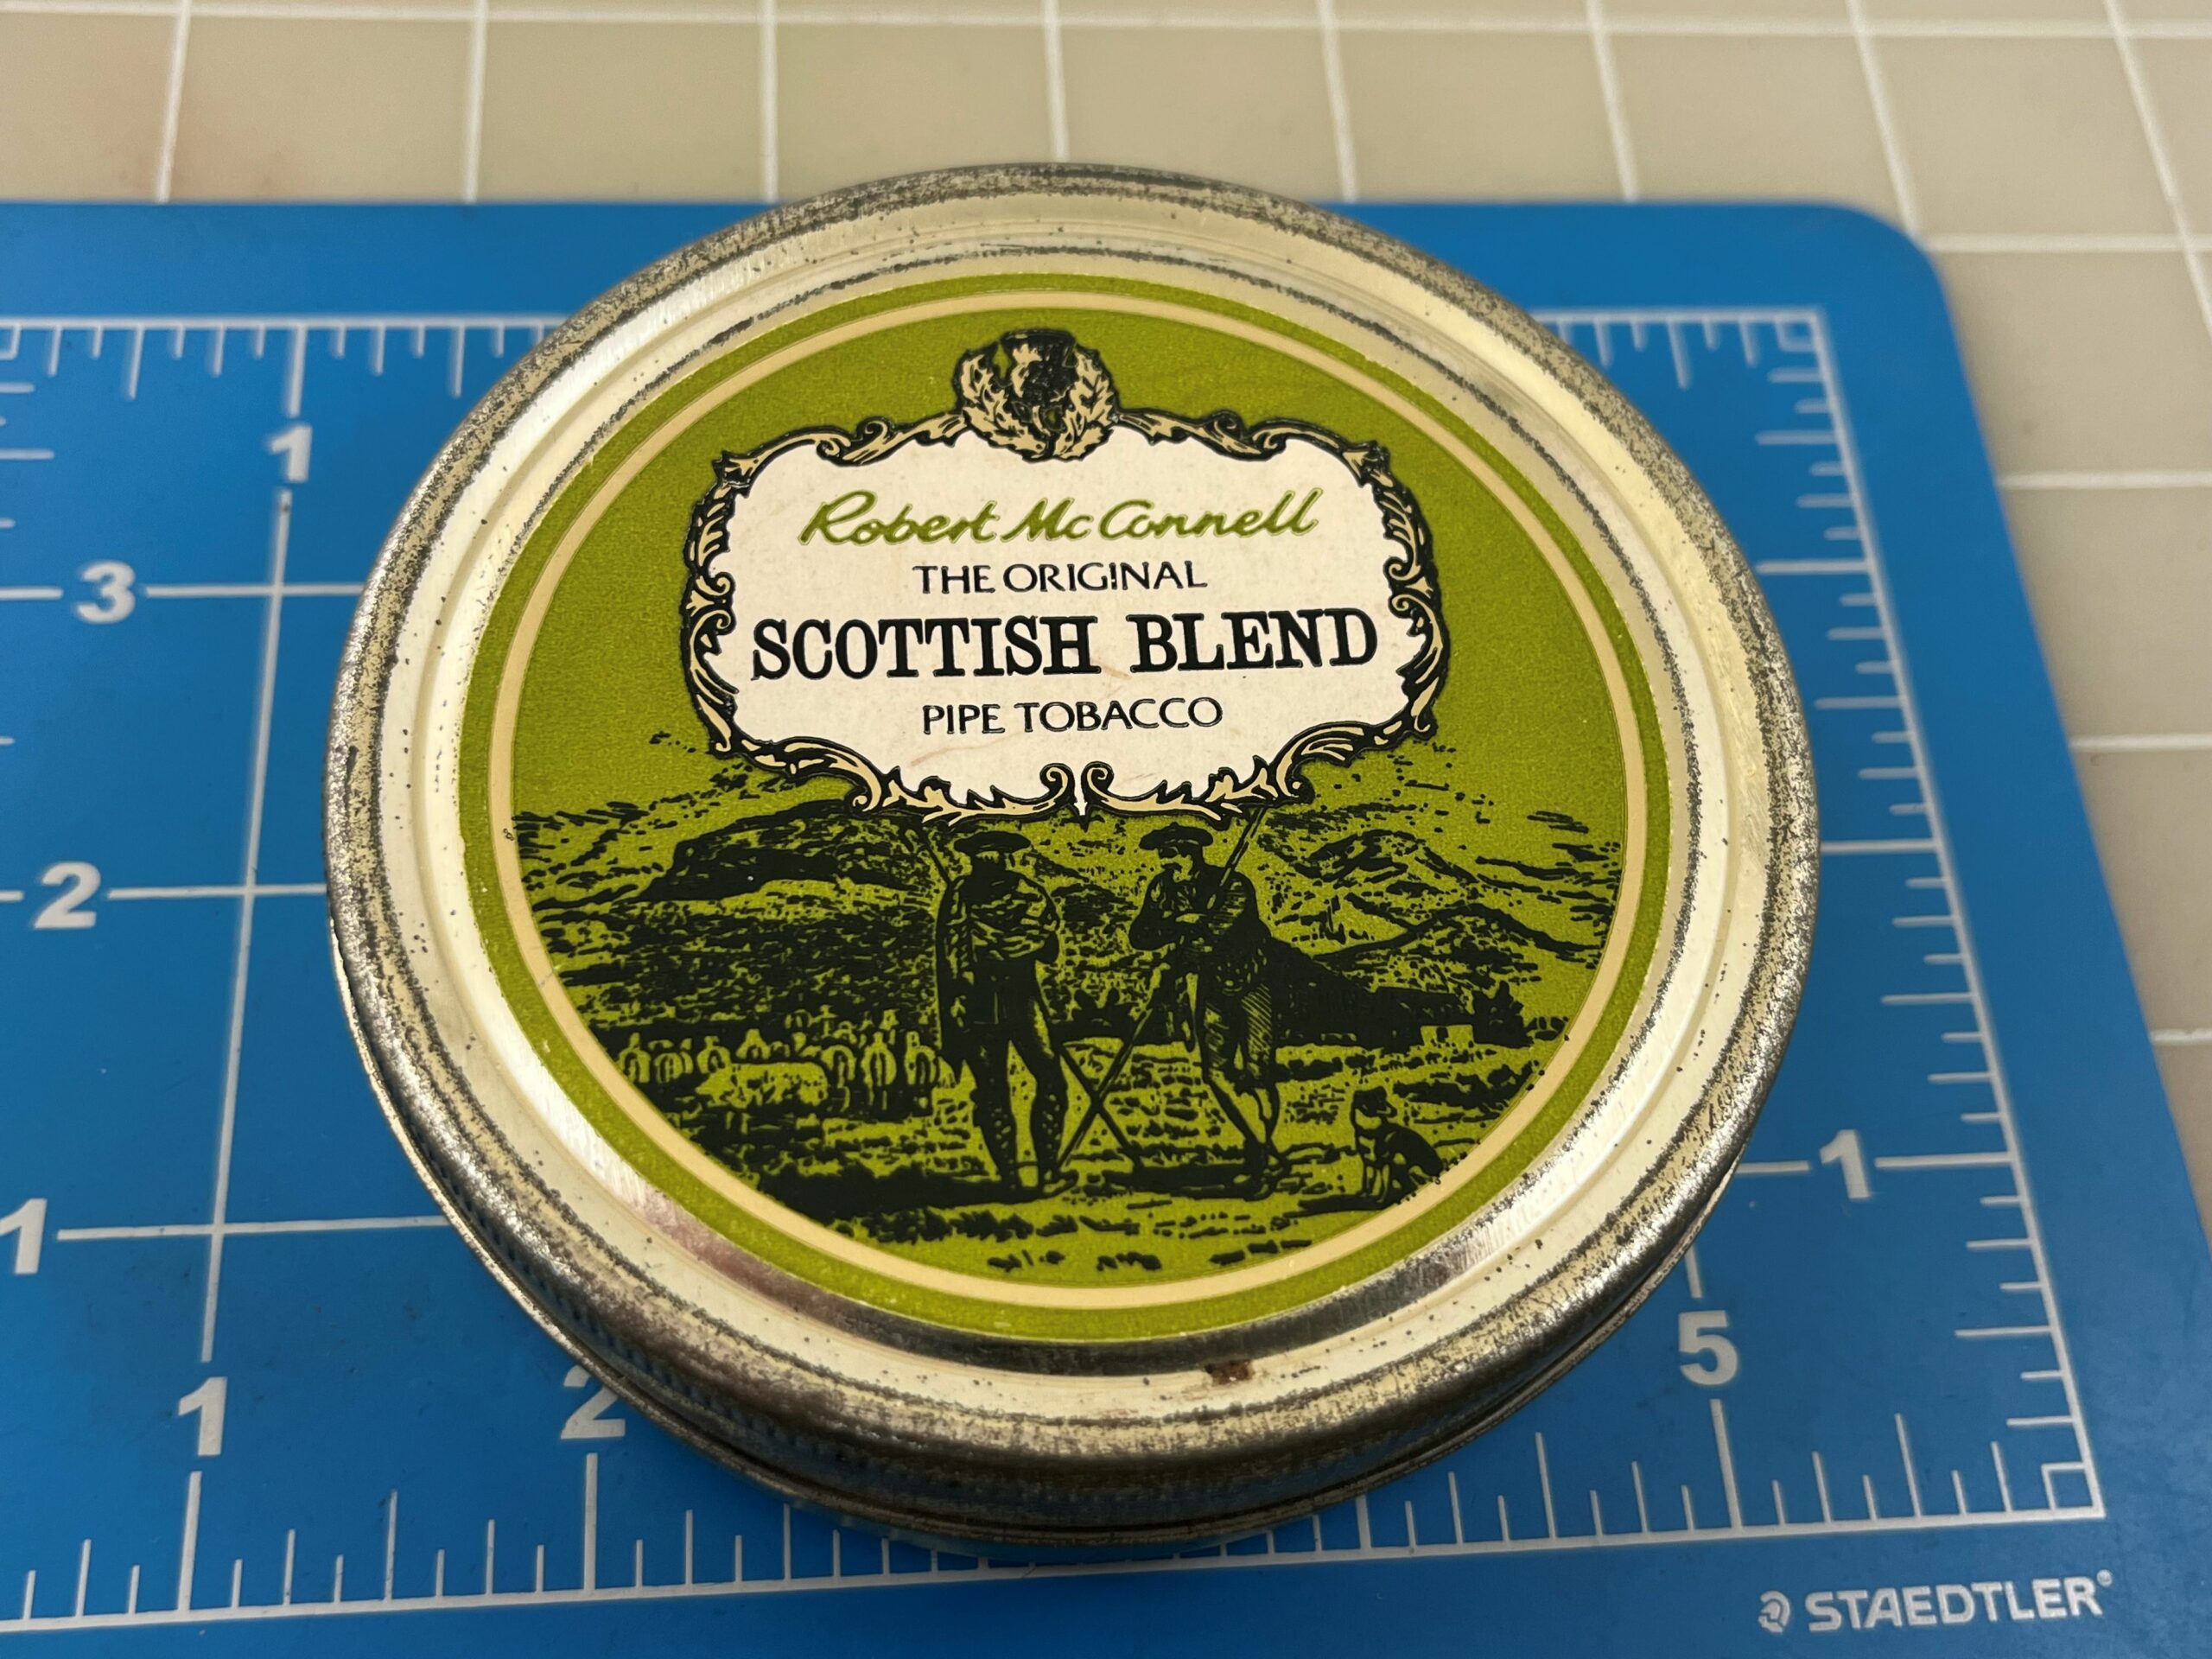 Robert McConnell
THE ORIGINAL
SCOTTISH BLEND
PIPE TOBACCO
1
3
2
1
1
1
2
5
STAEDTLER®